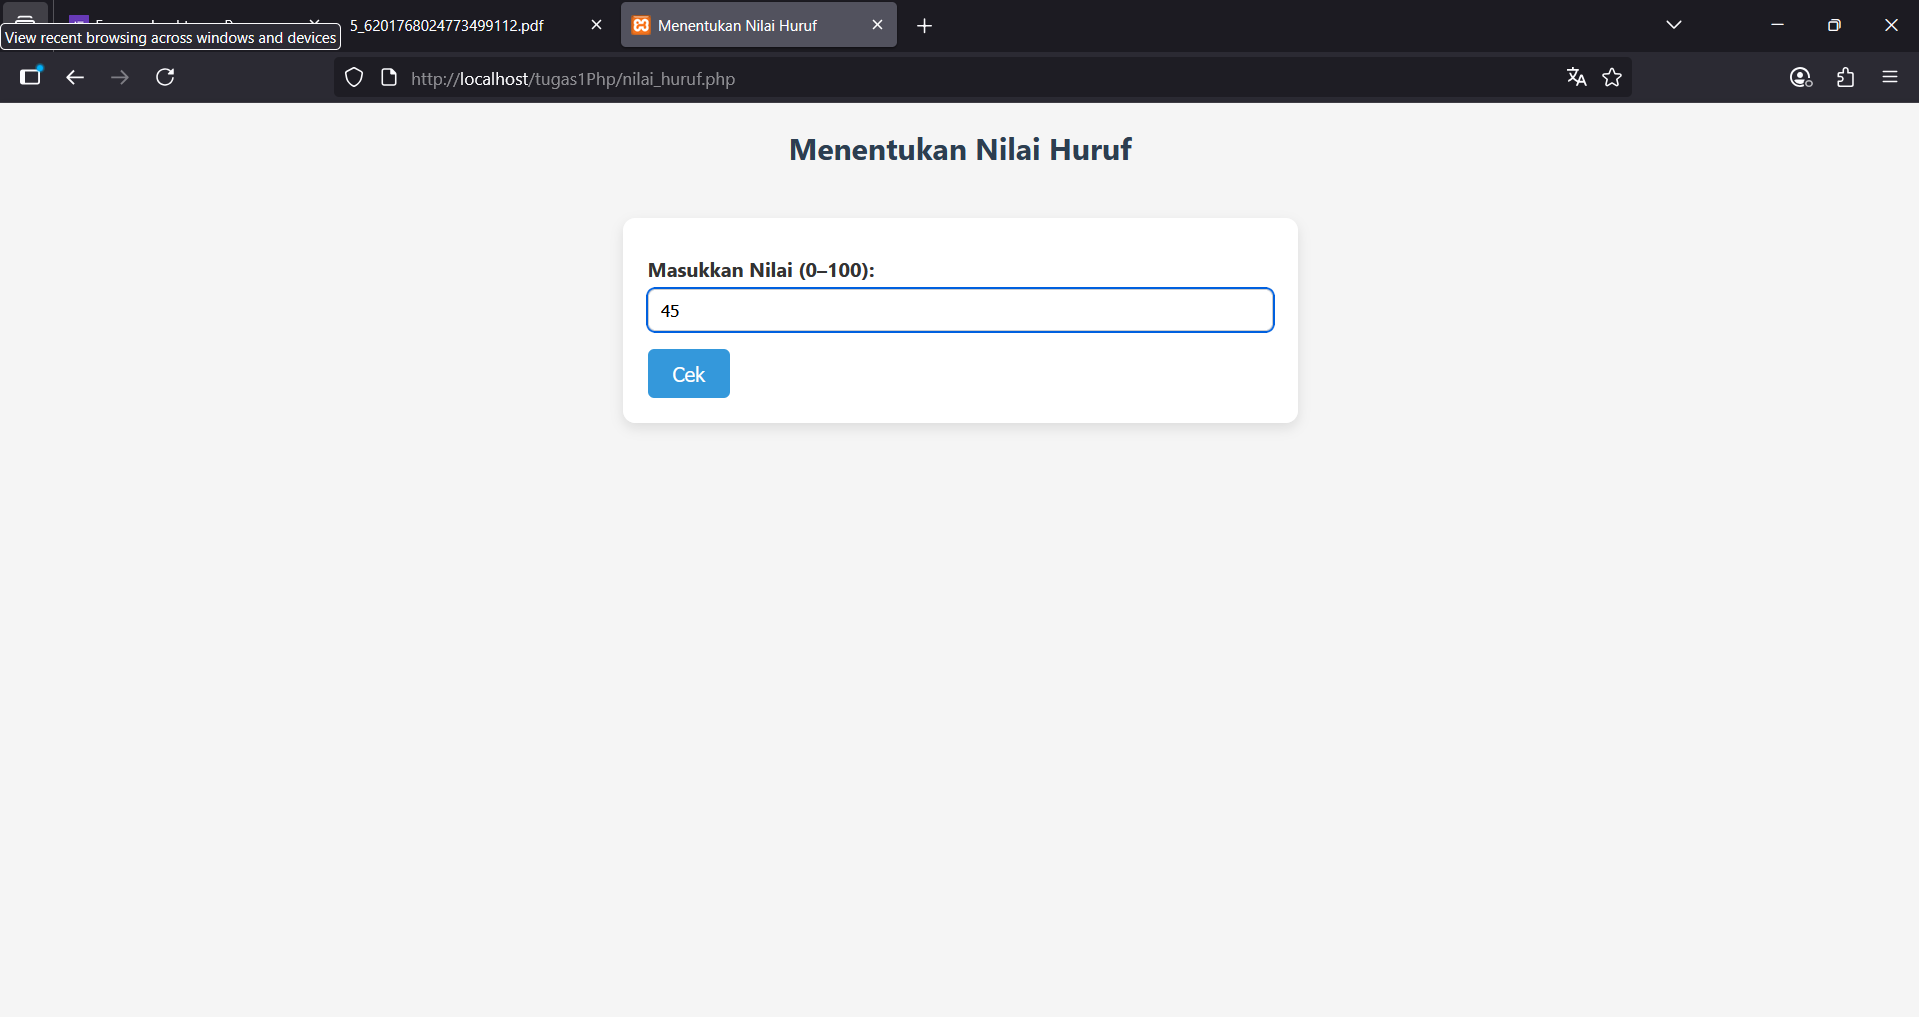 5_6201768024773499112.pdf
Menentukan Nilai Huruf
View recent browsing across windows and devices
http://localhost/tugas1Php/nilai_huruf.php
Menentukan Nilai Huruf
Masukkan Nilai (0–100):
45
Cek